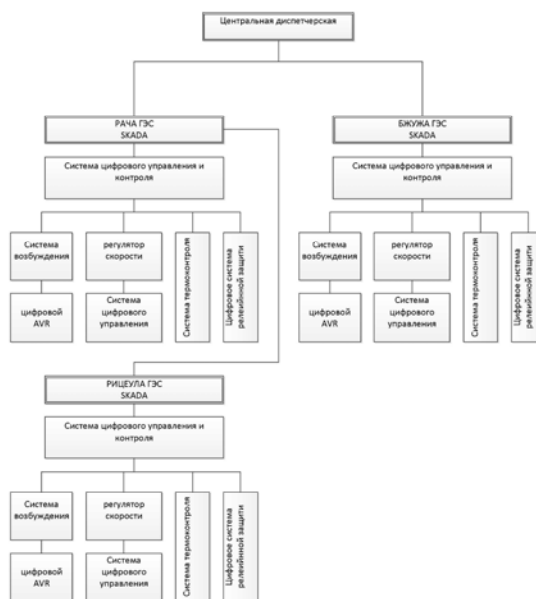 Центральная диспетчерская
РАЧА ГЭС
SKADA
Система цифрового управления и
контроля
Система
возбуждения
регулятор
скорости
Система термоконтроля
Цифровое система
релейнной защити
цифровой
AVR
Система
цифрового
управления
БЖУЖА ГЭС
SKADA
Система цифрового управления и
контроля
Система
возбуждения
регулятор
скорости
Система термоконтроля
Цифровое система
релейнной защити
цифровой
AVR
Система
цифрового
управления
РИЦЕУЛА ГЭС
SKADA
Система цифрового управления и
контроля
Система
возбуждения
регулятор
скорости
Система термоконтроля
Цифровое система
релейнной защити
цифровой
AVR
Система
цифрового
управления